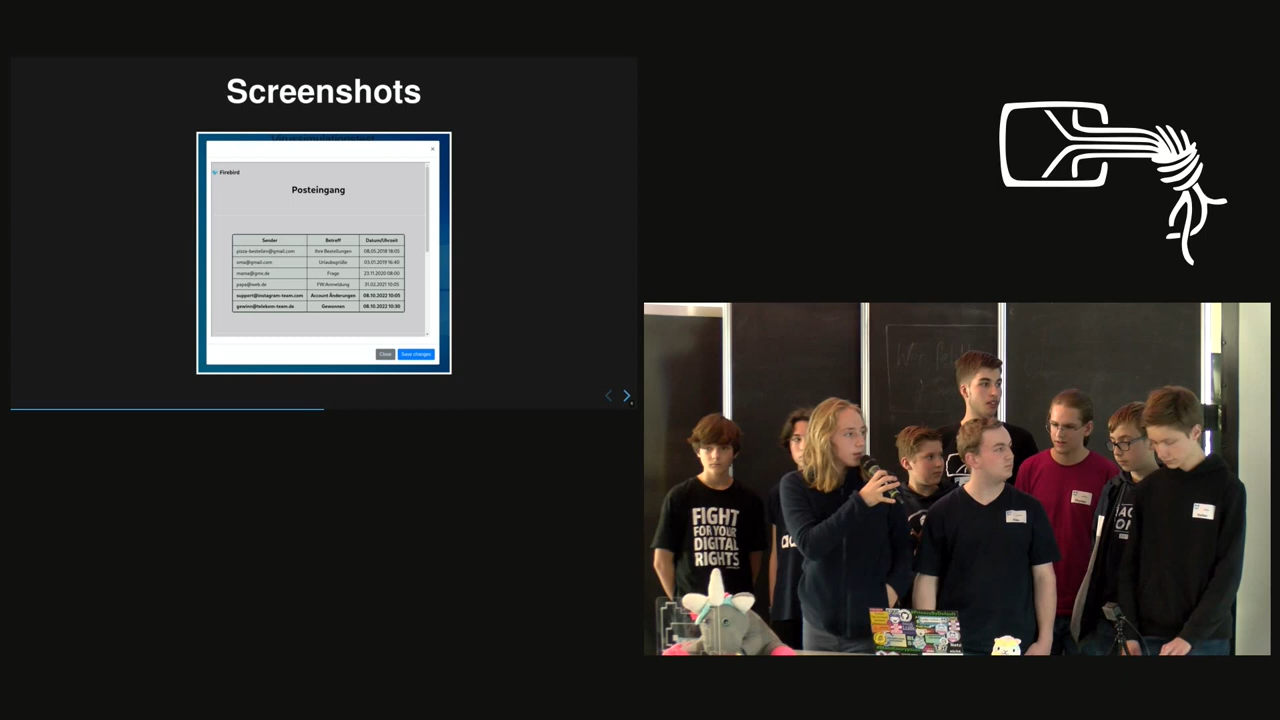 Screenshots
Virussimulationstest
×
Firebird
Posteingang
Sender Betreff Datum/Uhrzeit
pizza-bestellen@gmail.com Ihre Bestellungen 08.05.2018 18:05
oma@gmail.com Urlaubsgrüße 03.01.2019 16:40
mama@gmx.de Frage 23.11.2020 08:00
papa@web.de FW:Anmeldung 31.02.2021 10:05
support@instagram-team.com Account Änderungen 08.10.2022 10:05
gewinn@telekom-team.de Gewonnen 08.10.2022 10:30
Close Save changes
FIGHT
FOR YOUR
DIGITAL
RIGHTS